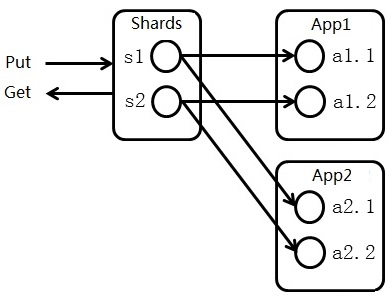 Shards
App1
Put
s1
a1.1
Get
s2
a1.2
App2
a2.1
a2.2